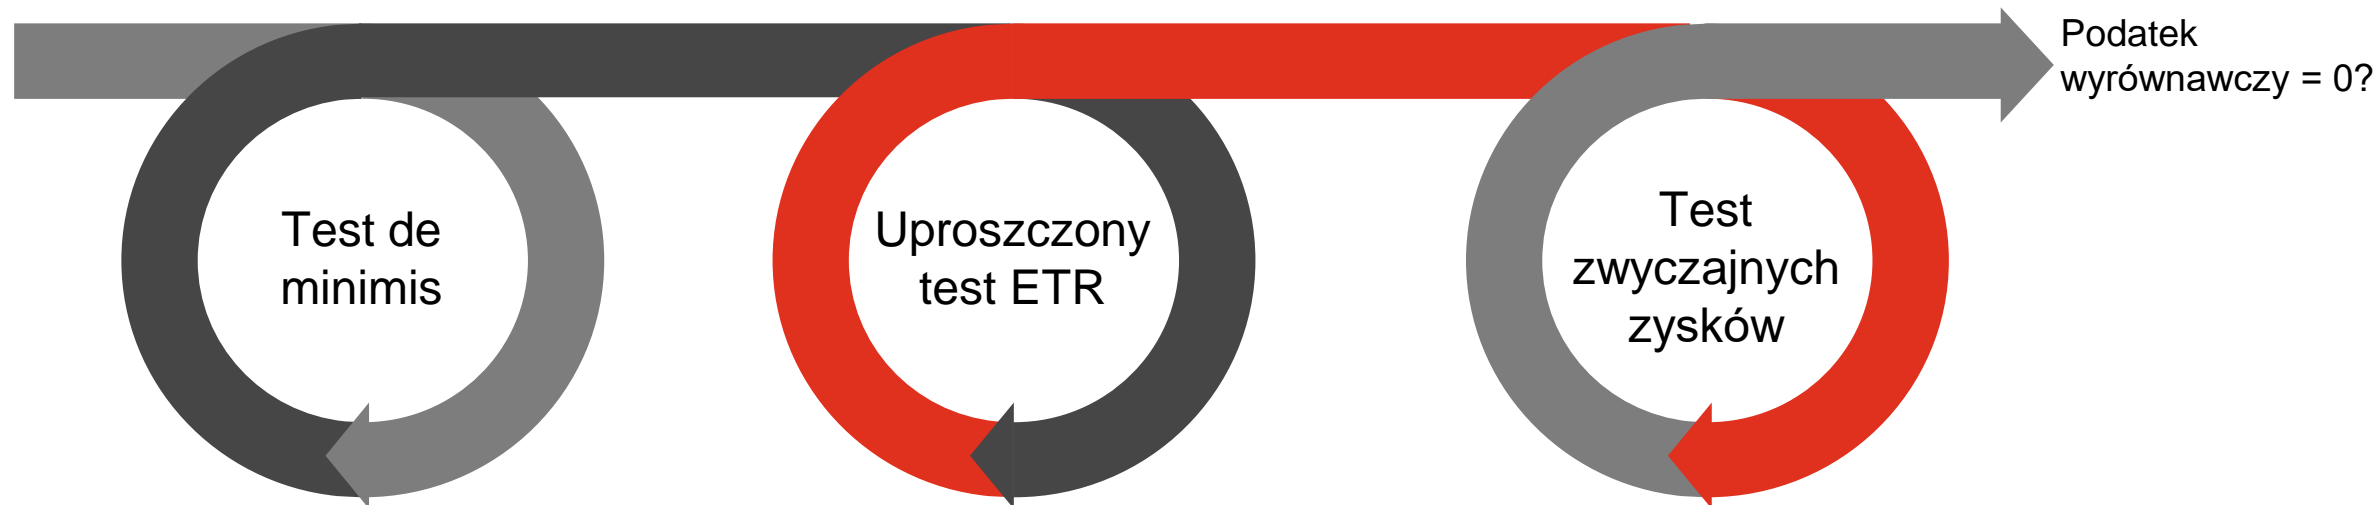 Test de
minimis
Uproszczony
test ETR
Test
zwyczajnych
zysków
Podatek
wyrównawczy = 0?